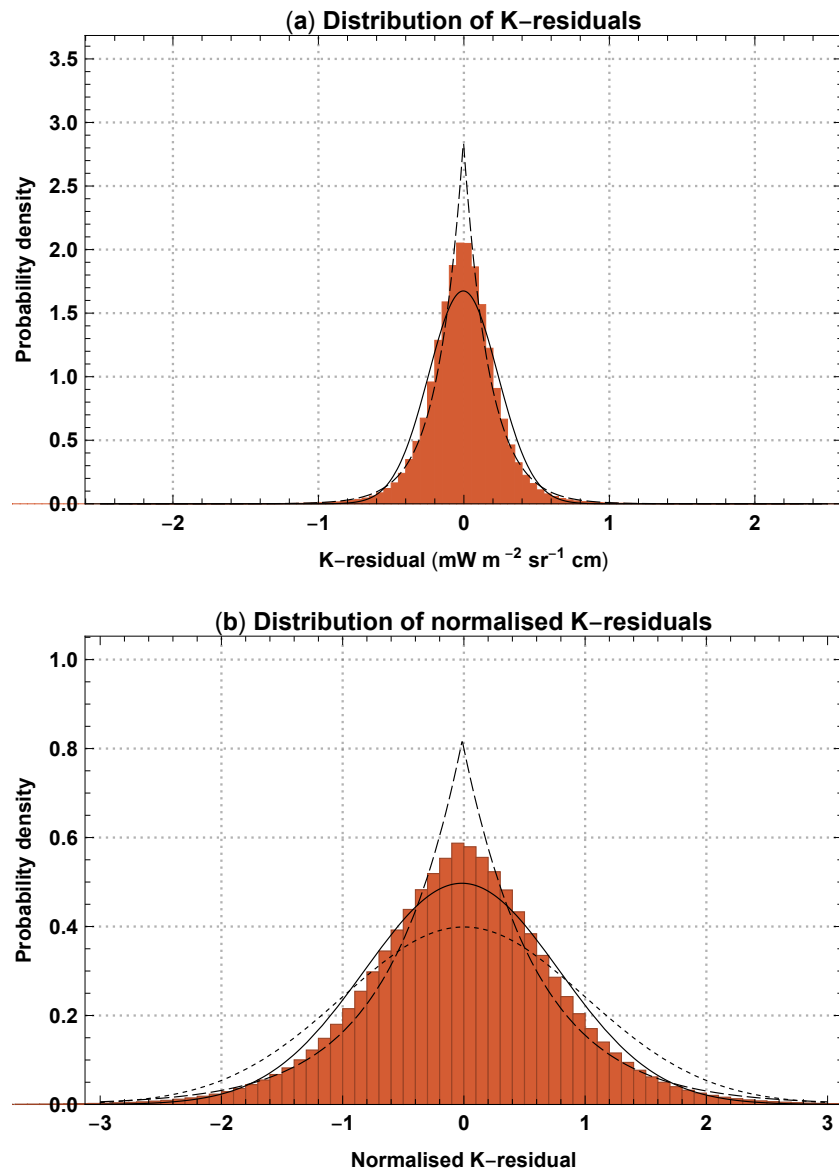 (a) Distribution of K−residuals
3.5
3.0
2.5
2.0
1.5
1.0
0.5
0.0
Probability density
−2 −1 0 1 2
K−residual (mW m −2 sr−1 cm)
(b) Distribution of normalised K−residuals
1.0
0.8
0.6
0.4
0.2
0.0
Probability density
−3 −2 −1 0 1 2 3
Normalised K−residual